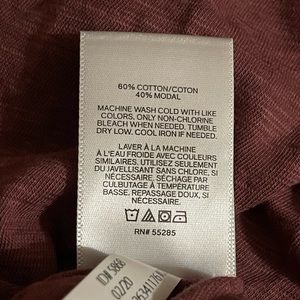 60% COTTON/COTON
40% MODAL
MACHINE WASH COLD WITH LIKE
COLORS, ONLY NON-CHLORINE
BLEACH WHEN NEEDED. TUMBLE
DRY LOW. COOL IRON IF NEEDED.
LAVER À LA MACHINE
À L'EAU FROIDE AVEC COULEURS
SIMILAIRES. UTILISEZ SEULEMENT
DU JAVELLISANT SANS CHLORE, SI
NÉCESSAIRE. SÉCHAGE PAR
CULBUTAGE À TEMPÉRATURE
BASSE, REPASSAGE DOUX, SI
NÉCESSAIRE.
RN# 55285
02/20